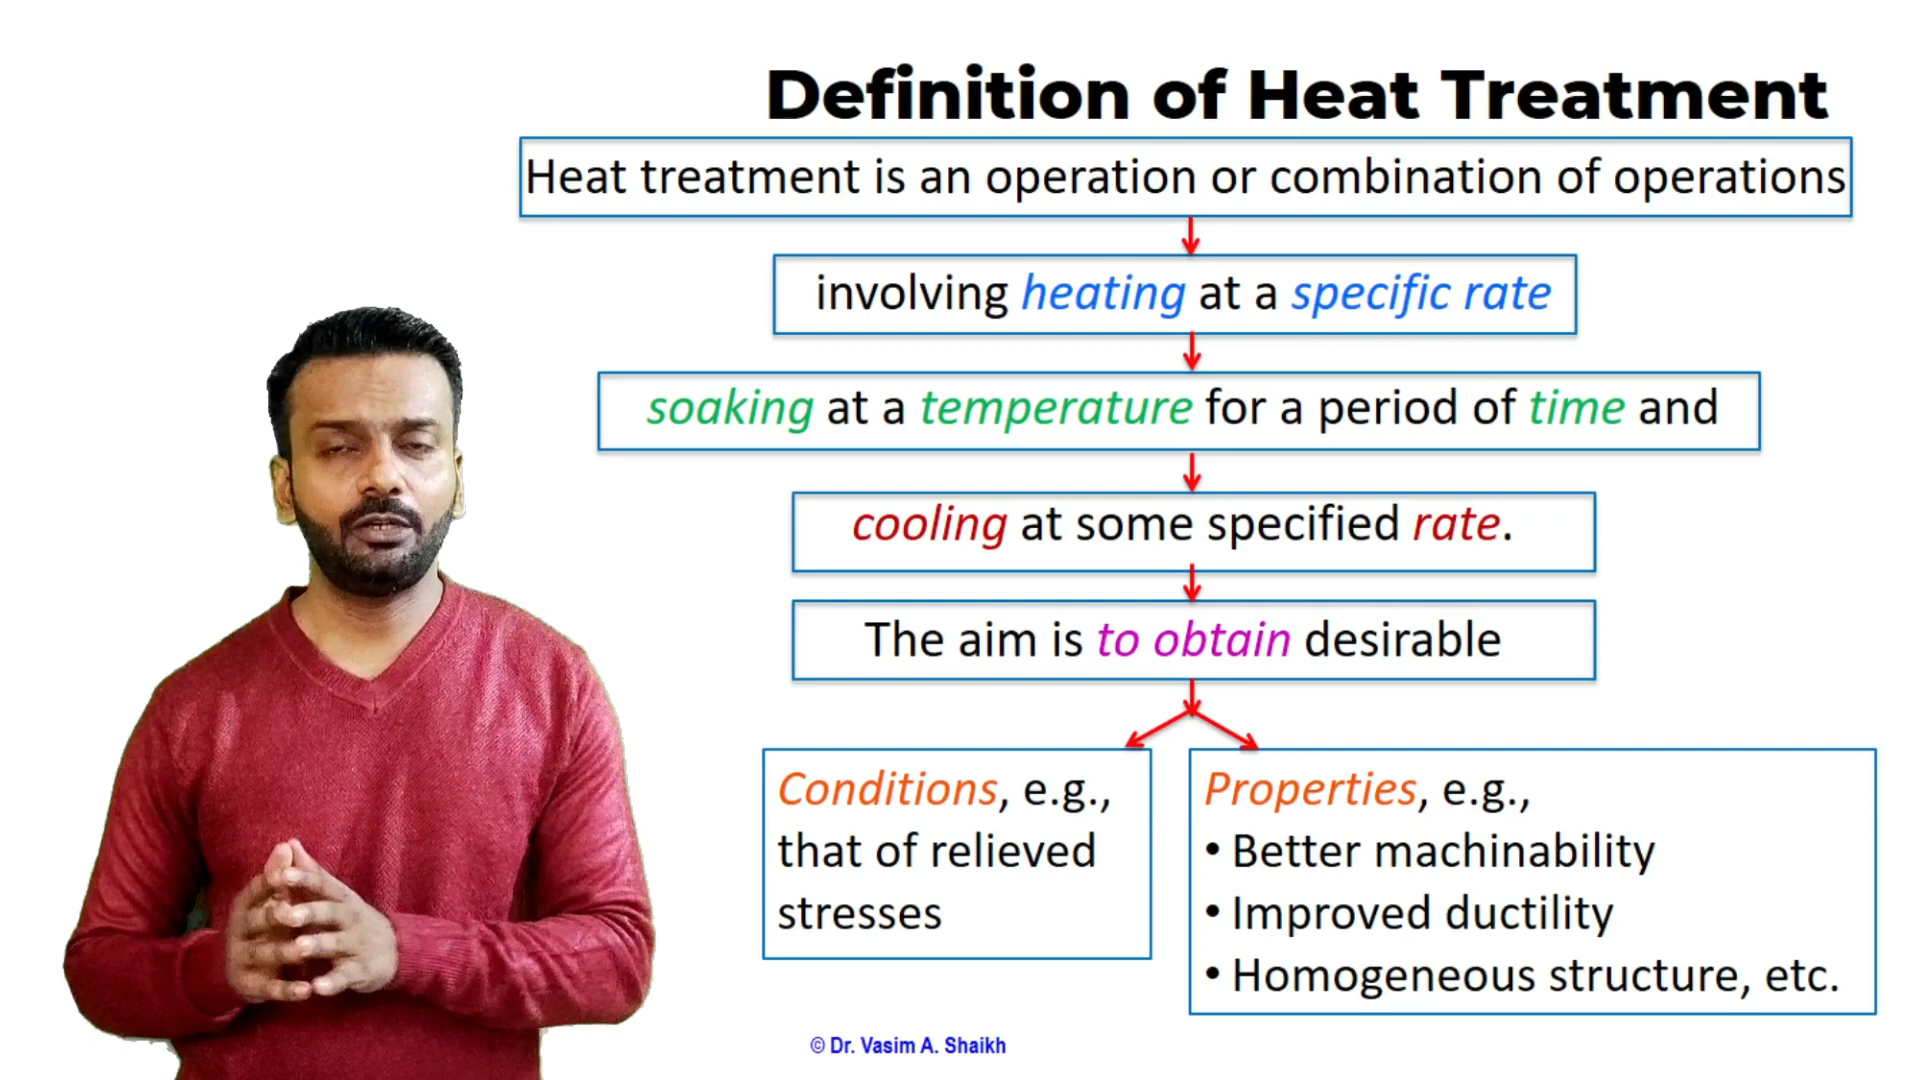 Definition of Heat Treatment
Heat treatment is an operation or combination of operations
involving heating at a specific rate
soaking at a temperature for a period of time and
cooling at some specified rate.
The aim is to obtain desirable
Conditions, e.g.,
that of relieved
stresses
Properties, e.g.,
• Better machinability
• Improved ductility
• Homogeneous structure, etc.
© Dr. Vasim A. Shaikh